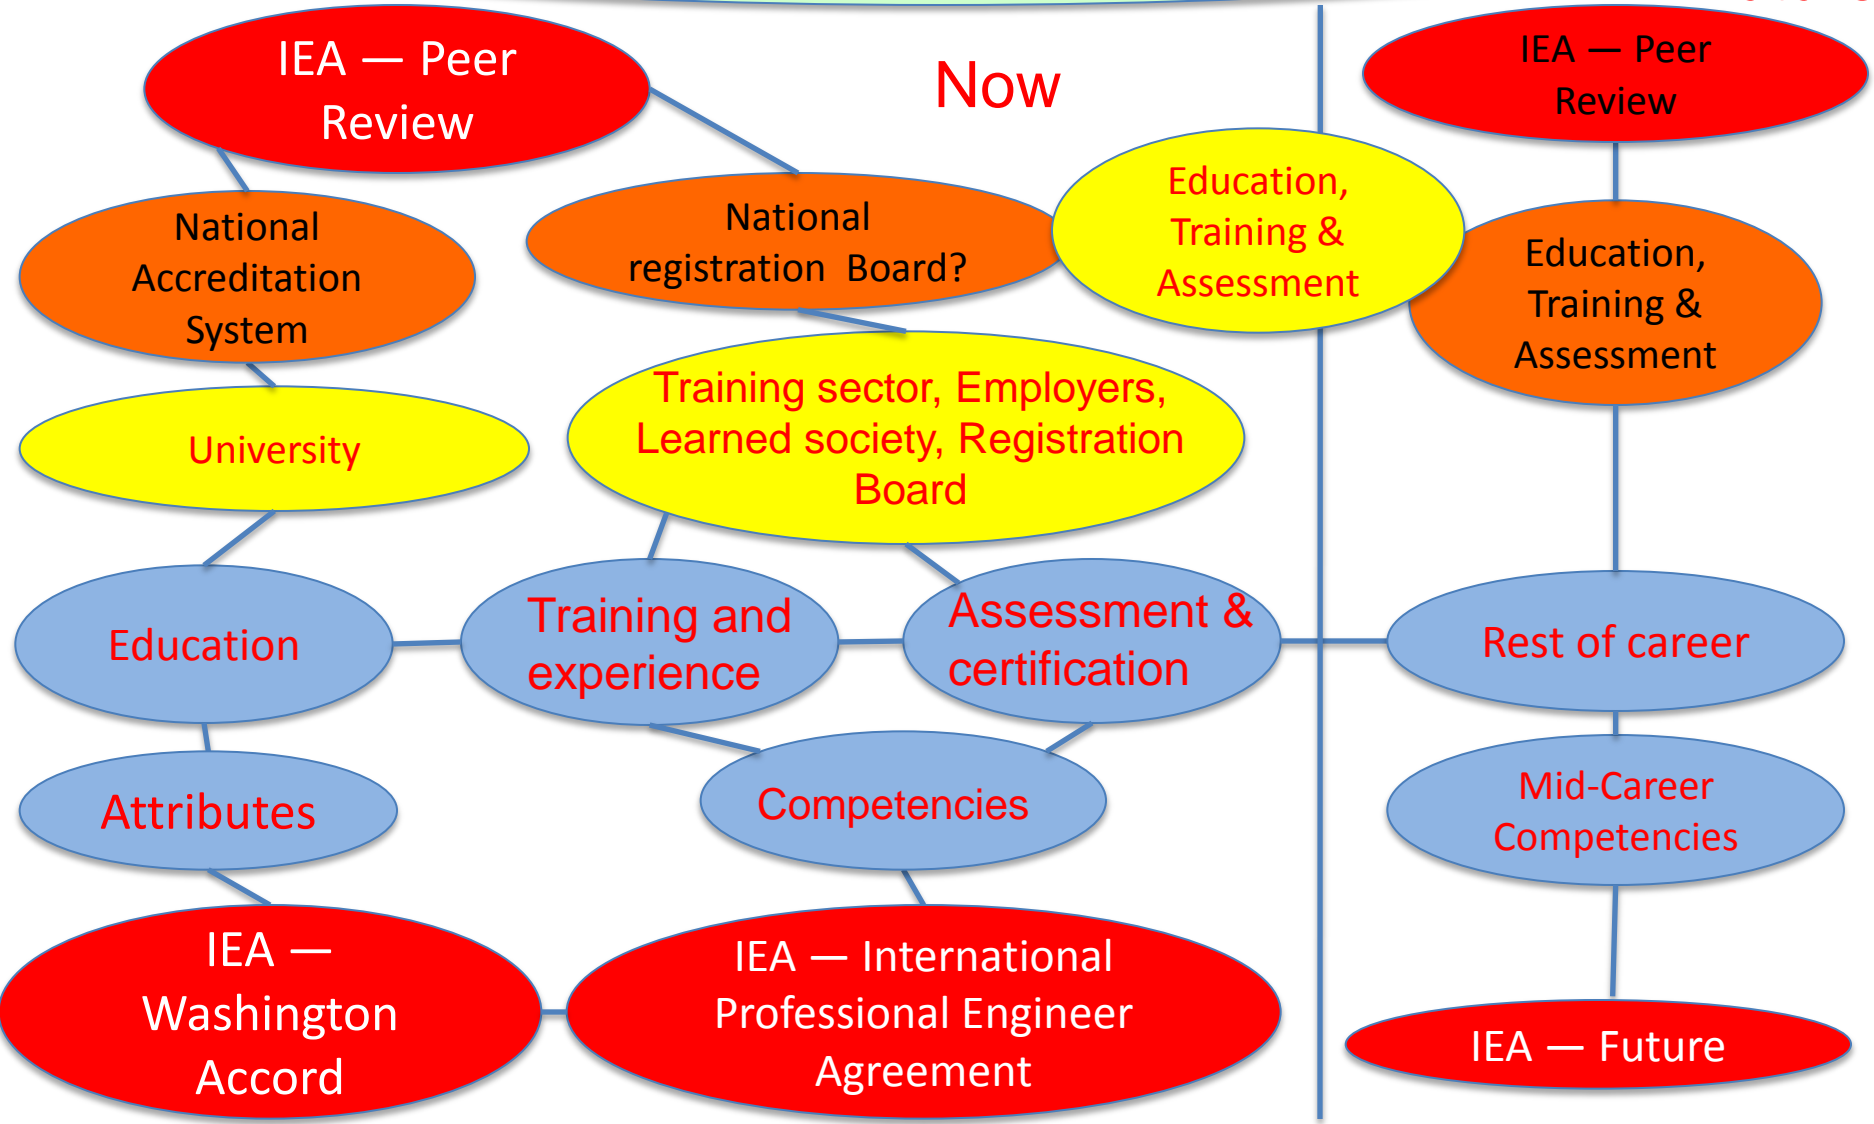 IEA — Peer
Review
Now
IEA — Peer
Review
National
Accreditation
System
National
registration  Board?
Education,
Training &
Assessment
Education,
Training &
Assessment
University
Training sector, Employers,
Learned society, Registration
Board
Education
Training and
experience
Assessment &
certification
Rest of career
Attributes
Competencies
Mid-Career
Competencies
IEA —
Washington
Accord
IEA — International
Professional Engineer
Agreement
IEA — Future